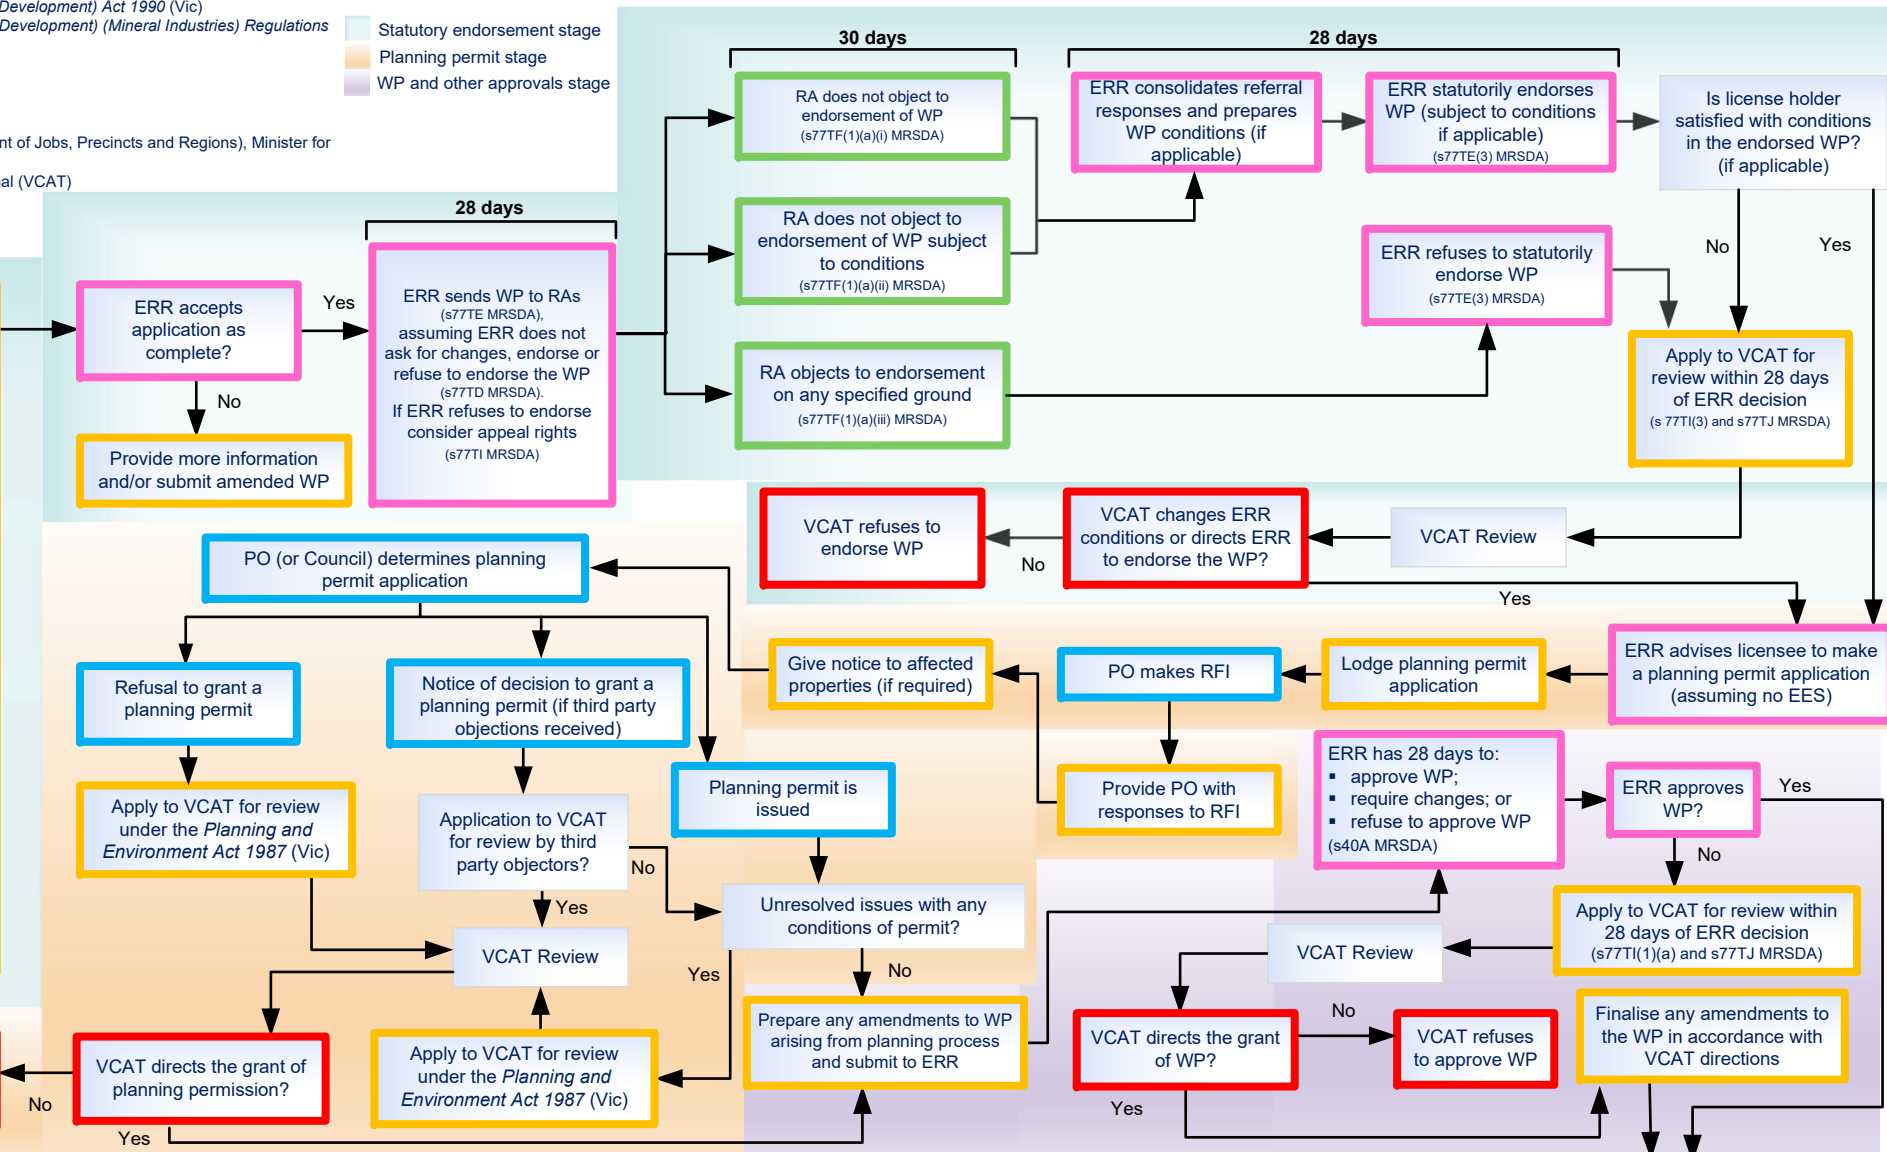 Development) Act 1990 (Vic)
Development) (Mineral Industries) Regulations
Statutory endorsement stage
Planning permit stage
WP and other approvals stage
nt of Jobs, Precincts and Regions), Minister for
al (VCAT)
28 days
30 days
28 days
ERR accepts
application as
complete?
Yes
No
Provide more information
and/or submit amended WP
ERR sends WP to RAs
(s77TE MRSDA),
assuming ERR does not
ask for changes, endorse or
refuse to endorse the WP
(s77TD MRSDA).
If ERR refuses to endorse
consider appeal rights
(s77TI MRSDA)
RA does not object to
endorsement of WP
(s77TF(1)(a)(i) MRSDA)
RA does not object to
endorsement of WP subject
to conditions
(s77TF(1)(a)(ii) MRSDA)
RA objects to endorsement
on any specified ground
(s77TF(1)(a)(iii) MRSDA)
ERR consolidates referral
responses and prepares
WP conditions (if
applicable)
ERR statutorily endorses
WP (subject to conditions
if applicable)
(s77TE(3) MRSDA)
Is license holder
satisfied with conditions
in the endorsed WP?
(if applicable)
No
Yes
ERR refuses to statutorily
endorse WP
(s77TE(3) MRSDA)
Apply to VCAT for
review within 28 days
of ERR decision
(s 77TI(3) and s77TJ MRSDA)
VCAT Review
VCAT changes ERR
conditions or directs ERR
to endorse the WP?
No
Yes
VCAT refuses to
endorse WP
ERR advises licensee to make
a planning permit application
(assuming no EES)
Lodge planning permit
application
PO makes RFI
Provide PO with
responses to RFI
Give notice to affected
properties (if required)
PO (or Council) determines planning
permit application
Refusal to grant a
planning permit
Notice of decision to grant a
planning permit (if third party
objections received)
Planning permit is
issued
Apply to VCAT for review
under the Planning and
Environment Act 1987 (Vic)
Application to VCAT
for review by third
party objectors?
No
Yes
Unresolved issues with any
conditions of permit?
Yes
No
VCAT Review
Apply to VCAT for review
under the Planning and
Environment Act 1987 (Vic)
VCAT directs the grant of
planning permission?
No
Yes
Prepare any amendments to WP
arising from planning process
and submit to ERR
ERR has 28 days to:
▪ approve WP;
▪ require changes; or
▪ refuse to approve WP
(s40A MRSDA)
ERR approves
WP?
Yes
No
Apply to VCAT for review within
28 days of ERR decision
(s77TI(1)(a) and s77TJ MRSDA)
VCAT Review
VCAT directs the grant
of WP?
No
Yes
VCAT refuses
to approve WP
Finalise any amendments to
the WP in accordance with
VCAT directions